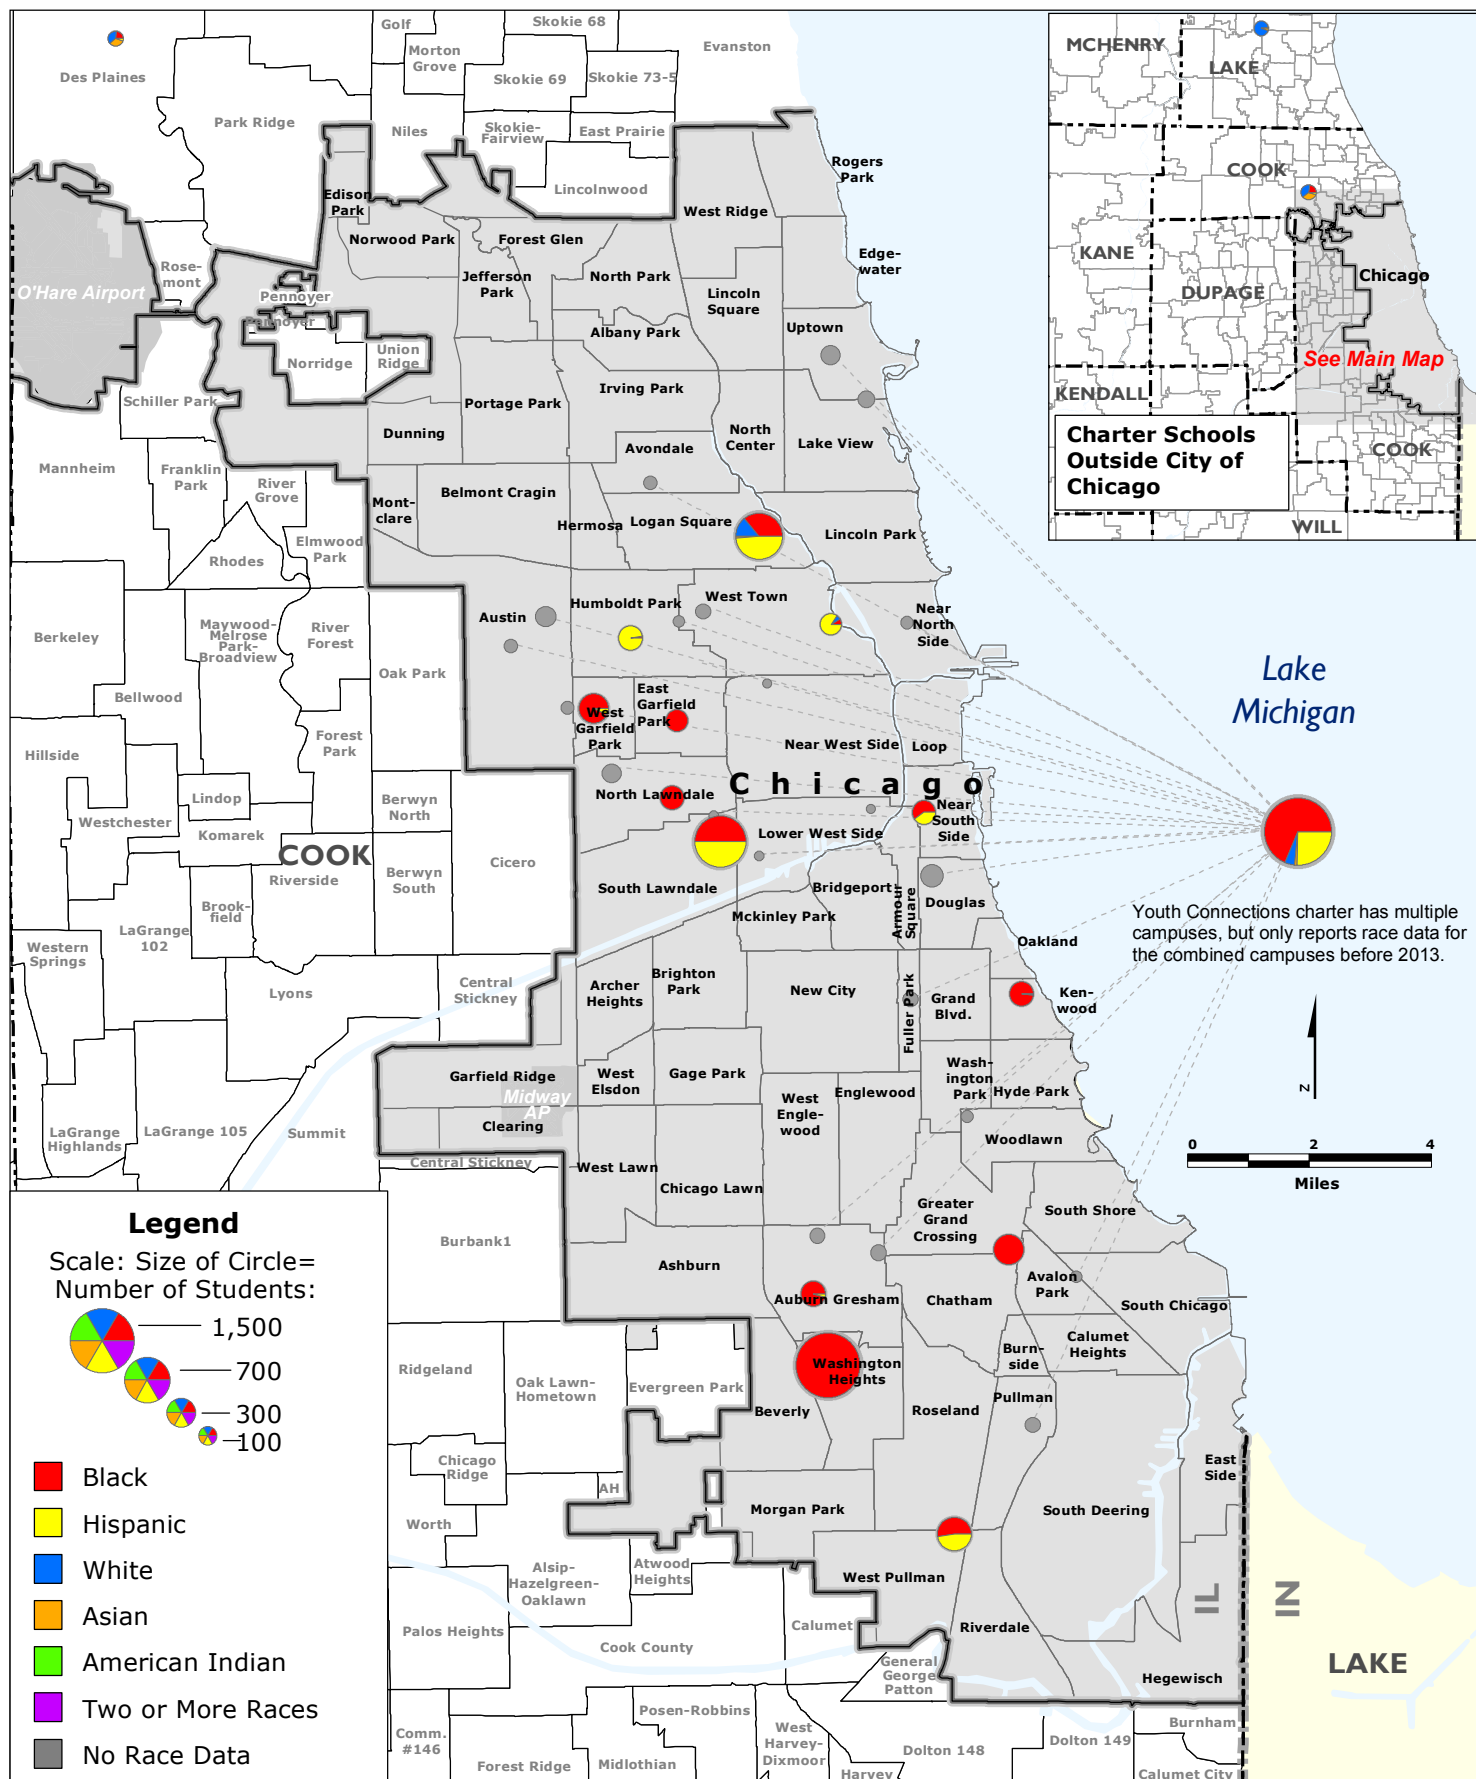 Golf
Skokie 68
Morton
Grove
Evanston
Des Plaines
Skokie 69
Skokie 73-5
Park Ridge
Niles
Skokie-
Fairview
East Prairie
Lincolnwood
Rogers
Park
Edison
Park
West Ridge
Norwood Park
Forest Glen
Edge-
water
Rose-
mont
Jefferson
Park
North Park
O'Hare Airport
Pennoyer
Pennoyer
Lincoln
Square
Albany Park
Uptown
Norridge
Union
Ridge
Schiller Park
Irving Park
Portage Park
Dunning
North
Center
Lake View
Avondale
Mannheim
Franklin
Park
River
Grove
Mont-
clare
Belmont Cragin
Hermosa
Logan Square
Lincoln Park
Elmwood
Park
Rhodes
Berkeley
Maywood-
Melrose
Park-
Broadview
River
Forest
Austin
Humboldt Park
West Town
Near
North
Side
Oak Park
Bellwood
East
Garfield
Park
West
Garfield
Park
Forest
Park
Hillside
Near West Side
Loop
Chicago
Lindop
Berwyn
North
North Lawndale
Westchester
Komarek
Near
South
Side
Lower West Side
COOK
Cicero
Riverside
Berwyn
South
South Lawndale
Bridgeport
Armour
Square
Douglas
Brook-
field
Mckinley Park
LaGrange
102
Western
Springs
Oakland
Brighton
Park
Archer
Heights
New City
Fuller Park
Grand
Blvd.
Ken-
wood
Central
Stickney
Lyons
Garfield Ridge
West
Elsdon
Gage Park
Wash-
ington
Park
Hyde Park
Englewood
West
Engle-
wood
Midway
AP
Clearing
LaGrange
Highlands
LaGrange 105
Summit
Woodlawn
Central Stickney
West Lawn
Chicago Lawn
Greater
Grand
Crossing
South Shore
Burbank1
Ashburn
Avalon
Park
Auburn Gresham
Chatham
South Chicago
Calumet
Heights
Burn-
side
Ridgeland
Oak Lawn-
Hometown
Evergreen Park
Washington
Heights
Pullman
Beverly
Roseland
Chicago
Ridge
East
Side
AH
Morgan Park
South Deering
Worth
Alsip-
Hazelgreen-
Oaklawn
Atwood
Heights
West Pullman
Palos Heights
Calumet
Cook County
Riverdale
General
George
Patton
Hegewisch
Posen-Robbins
Comm.
#146
West
Harvey-
Dixmoor
Burnham
Dolton 149
Dolton 148
Forest Ridge
Midlothian
Harvey
Calumet City
IL
IN
LAKE
Lake
Michigan
Youth Connections charter has multiple
campuses, but only reports race data for
the combined campuses before 2013.
N
0 2 4
Miles
MCHENRY
LAKE
COOK
KANE
DUPAGE
Chicago
See Main Map
KENDALL
COOK
WILL
Charter Schools
Outside City of
Chicago
Legend
Scale: Size of Circle=
Number of Students:
1,500
700
300
100
Black
Hispanic
White
Asian
American Indian
Two or More Races
No Race Data